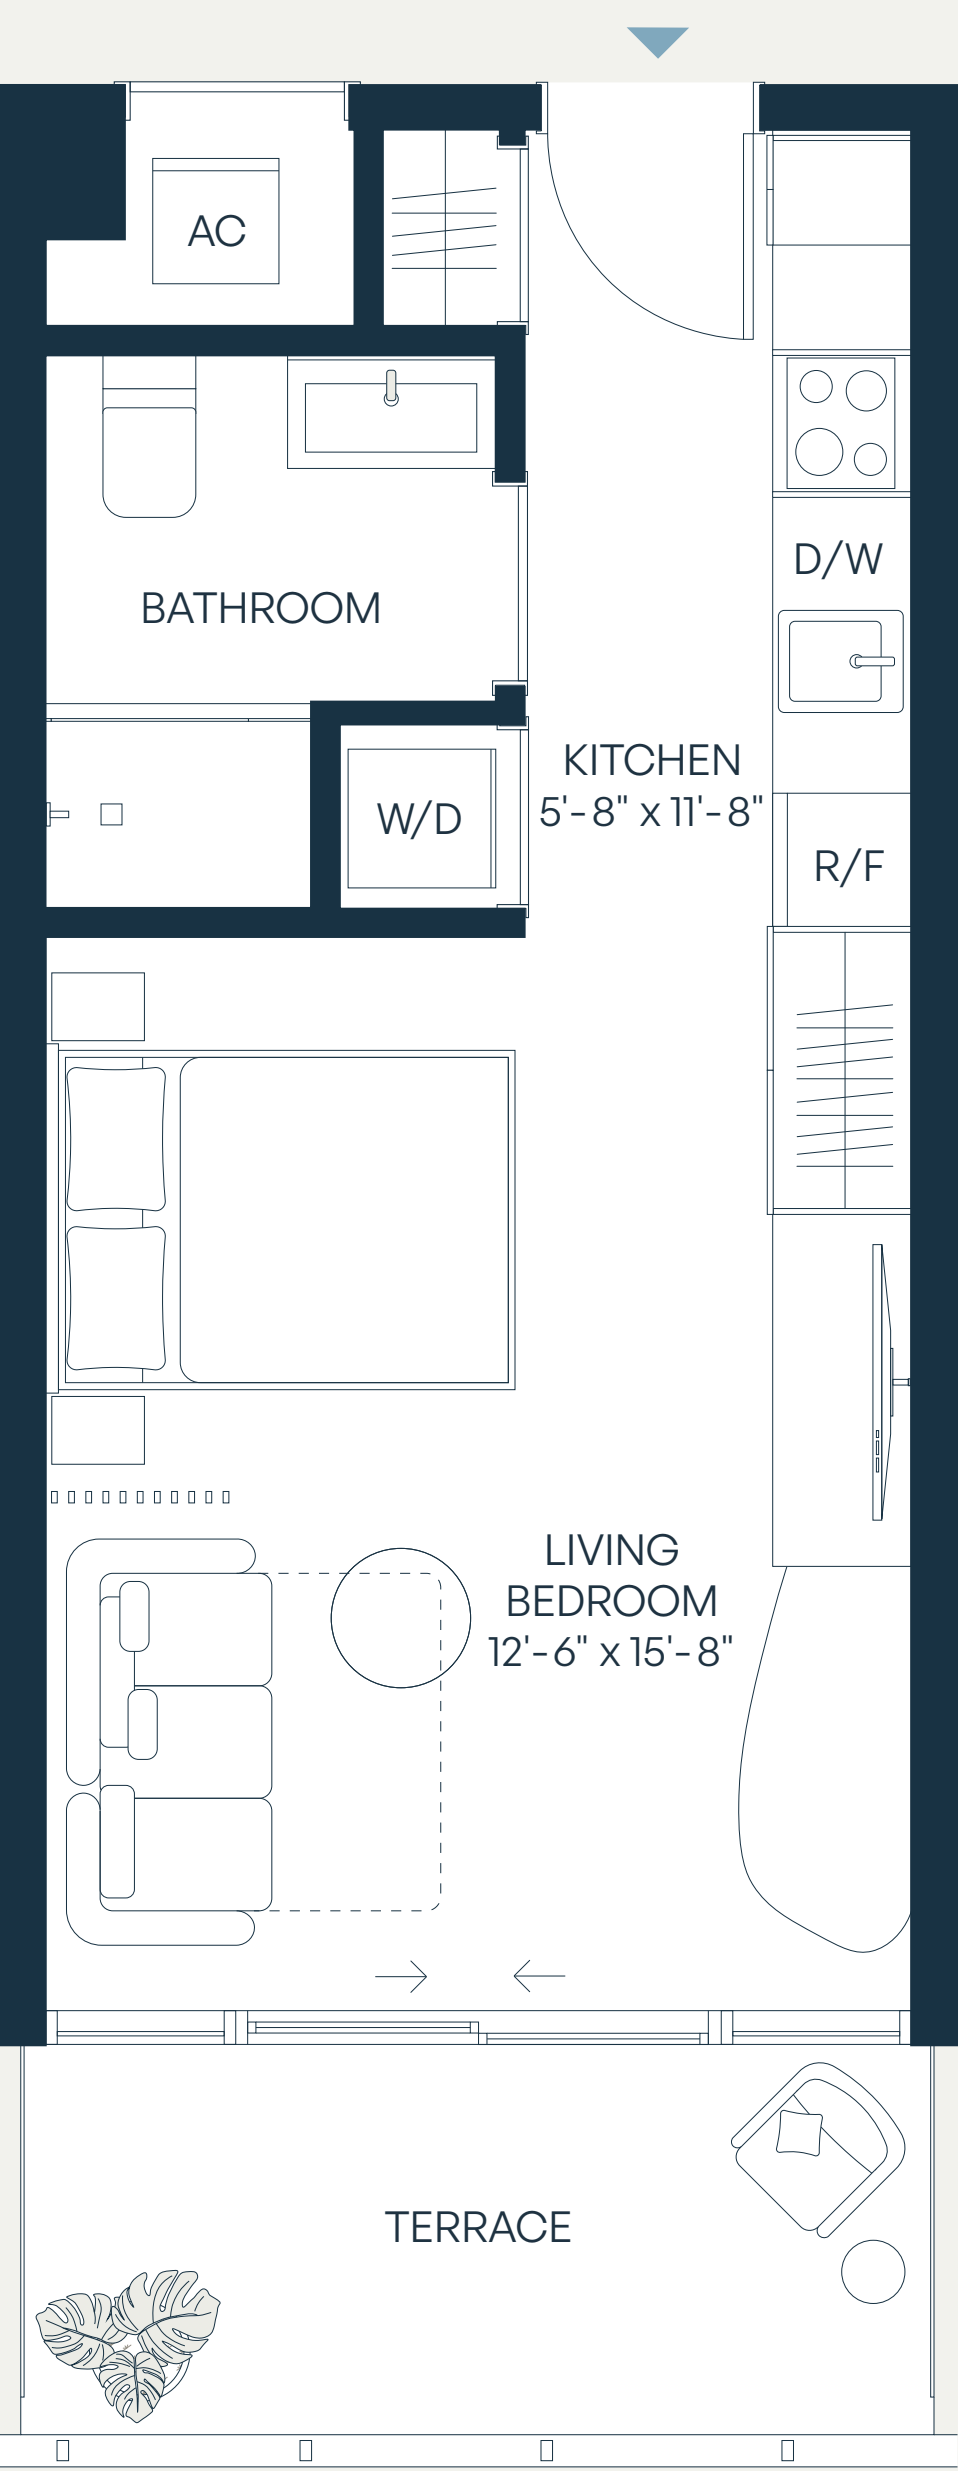 AC
BATHROOM
D/W
KITCHEN
5'-8" x 11'-8"
W/D
R/F
LIVING
BEDROOM
12'-6" x 15'-8"
TERRACE